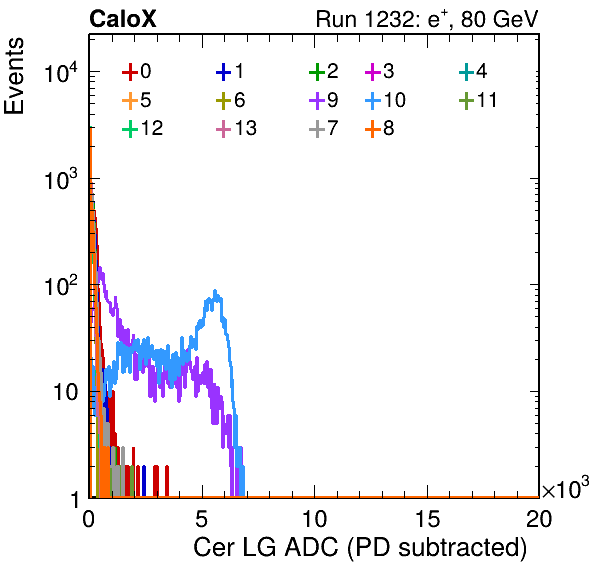 CaloX Run 1232: e⁺, 80 GeV
Events
10⁴
10³
10²
10
1
0 1 2 3 4
5 6 9 10 11
12 13 7 8
0 5 10 15 20
×10³
Cer LG ADC (PD subtracted)